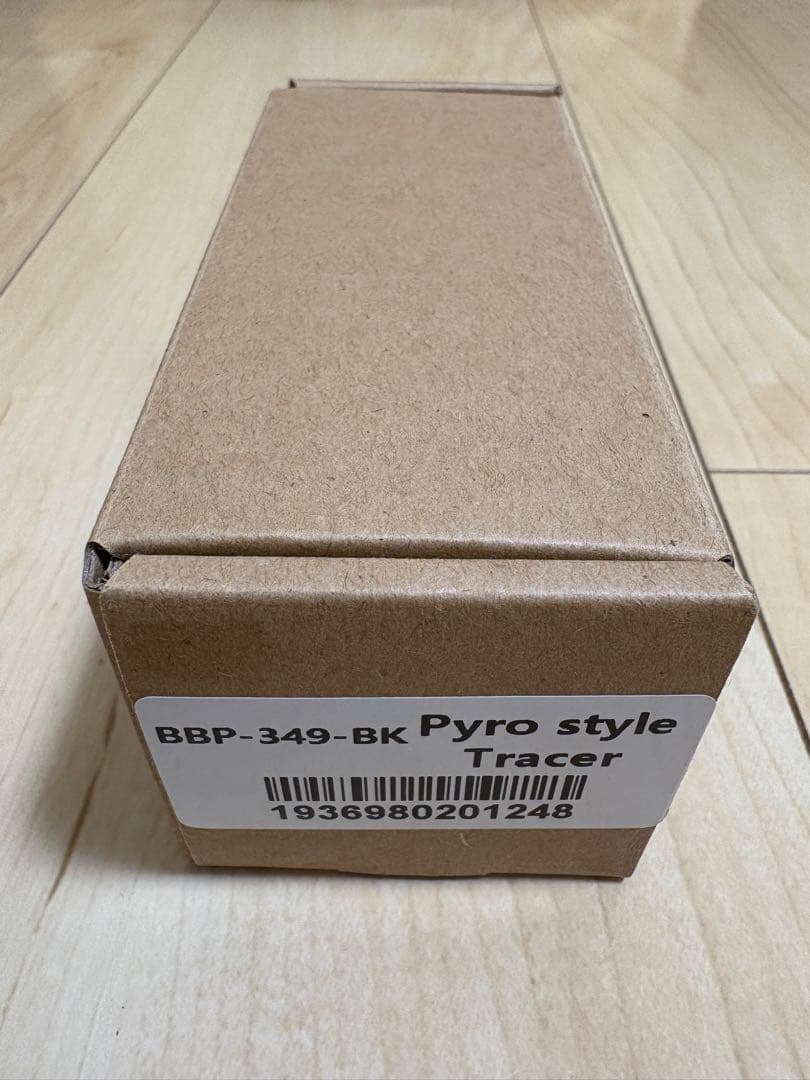 BBP-349-BK Pyro style
Tracer
1936980201248